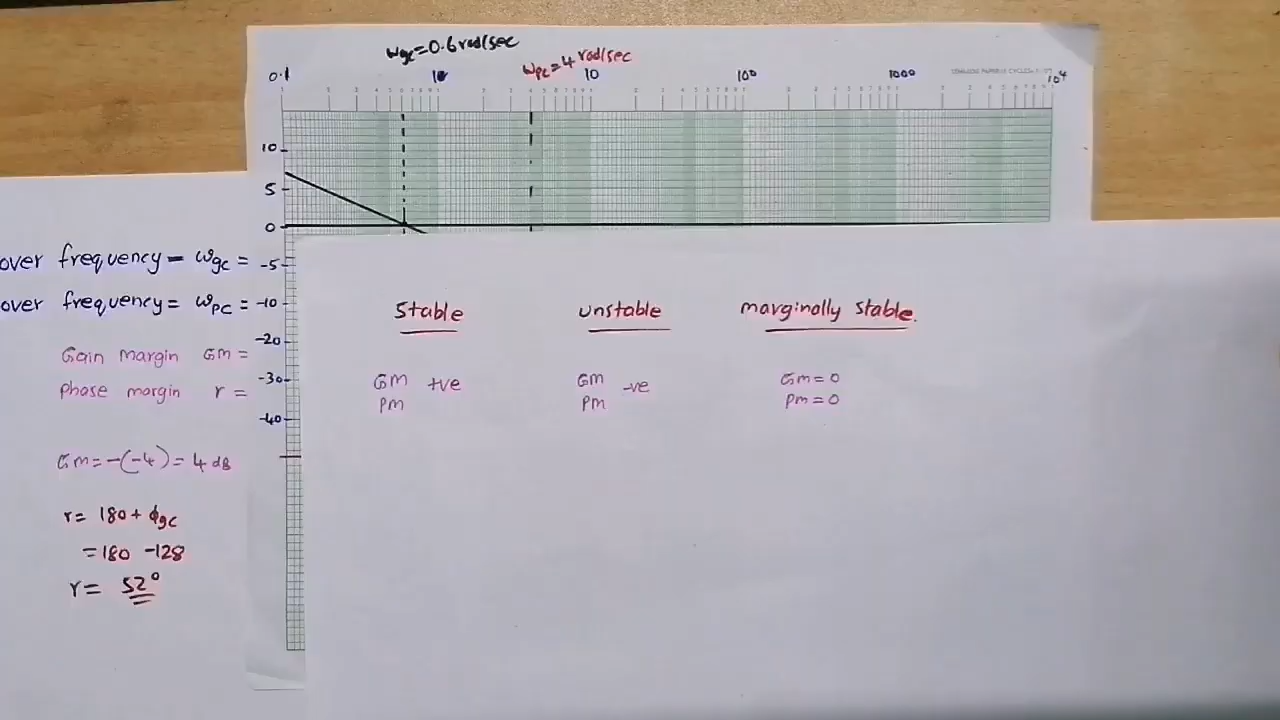 ωgc=0.6 rad/sec
ωpc=4 rad/sec
0.1 10 10 100 1000 10⁴
10
5
0
-5
-10
-20
-30
-40
over frequency = ωgc =
over frequency = ωpc =
Gain margin GM =
Phase margin r =
GM = -(-4) = 4 dB
r = 180 + ϕgc
= 180 - 128
r = 52°
Stable unstable marginally stable.
GM +ve GM -ve GM = 0
PM PM PM = 0